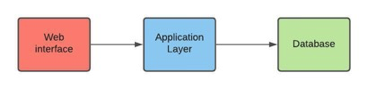 Web
interface
Application
Layer
Database